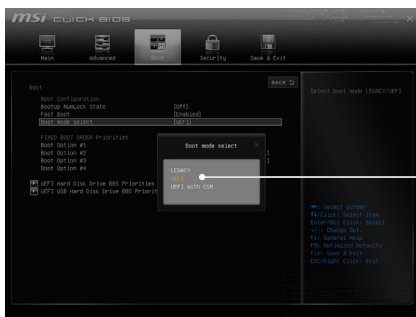 msi CLICK BIOS
Main Advanced Boot Security Save & Exit
BACK
Boot
Boot Configuration
Bootup NumLock State [Off]
Fast Boot [Enabled]
Boot mode select [UEFI]
FIXED BOOT ORDER Priorities
Boot Option #1
Boot Option #2
Boot Option #3
Boot Option #4
UEFI Hard Disk Drive BBS Priorities
UEFI USB Hard Disk Drive BBS Priorit
Boot mode select
LEGACY
UEFI
UEFI with CSM
Select boot mode LEGACY/UEFI
: Select Screen
/Click: Select Item
Enter/Dbl Click: Select
+/-: Change Opt.
F1: General Help
F9: Optimized Defaults
F10: Save & Exit
ESC/Right Click: Exit